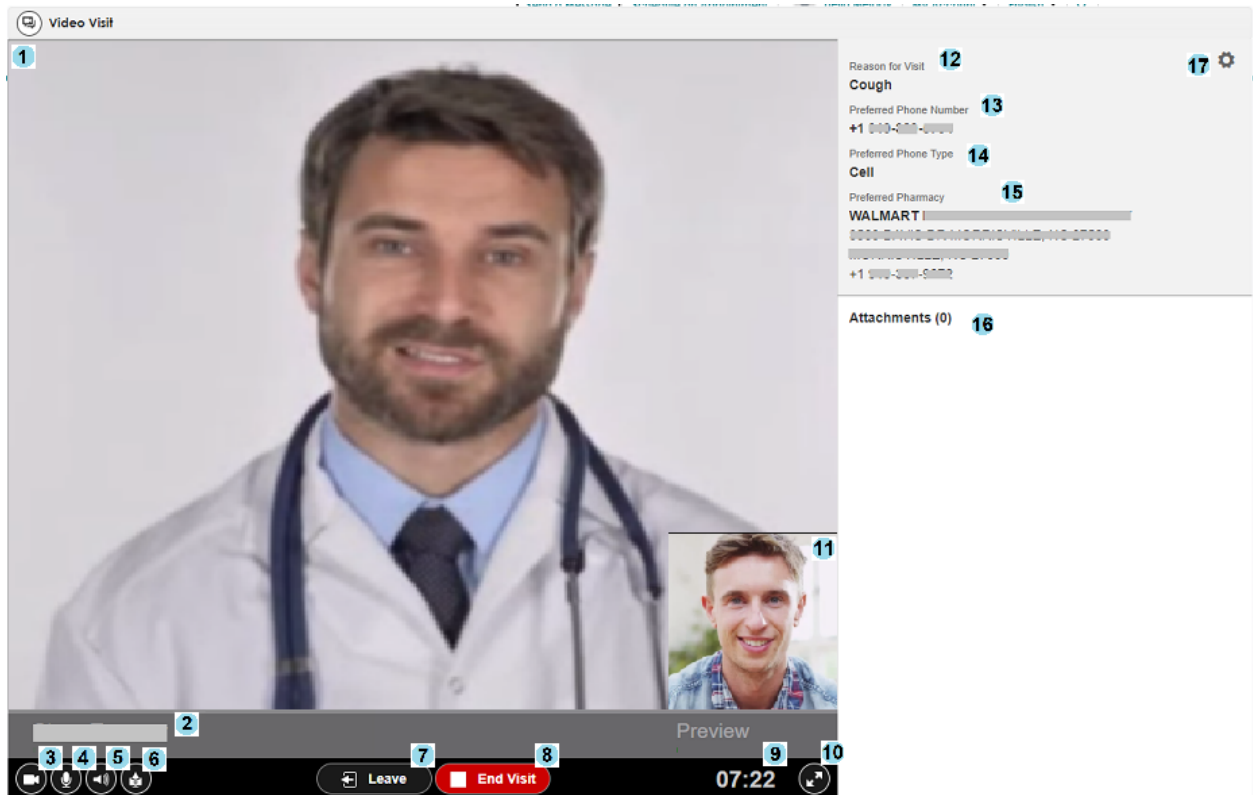 Video Visit
1
Reason for Visit 12
17
Cough
Preferred Phone Number 13
+1
Preferred Phone Type 14
Cell
Preferred Pharmacy 15
WALMART
+1
Attachments (0) 16
11
2
Preview
3 4 5 6 7 8 9 10
Leave
End Visit
07:22